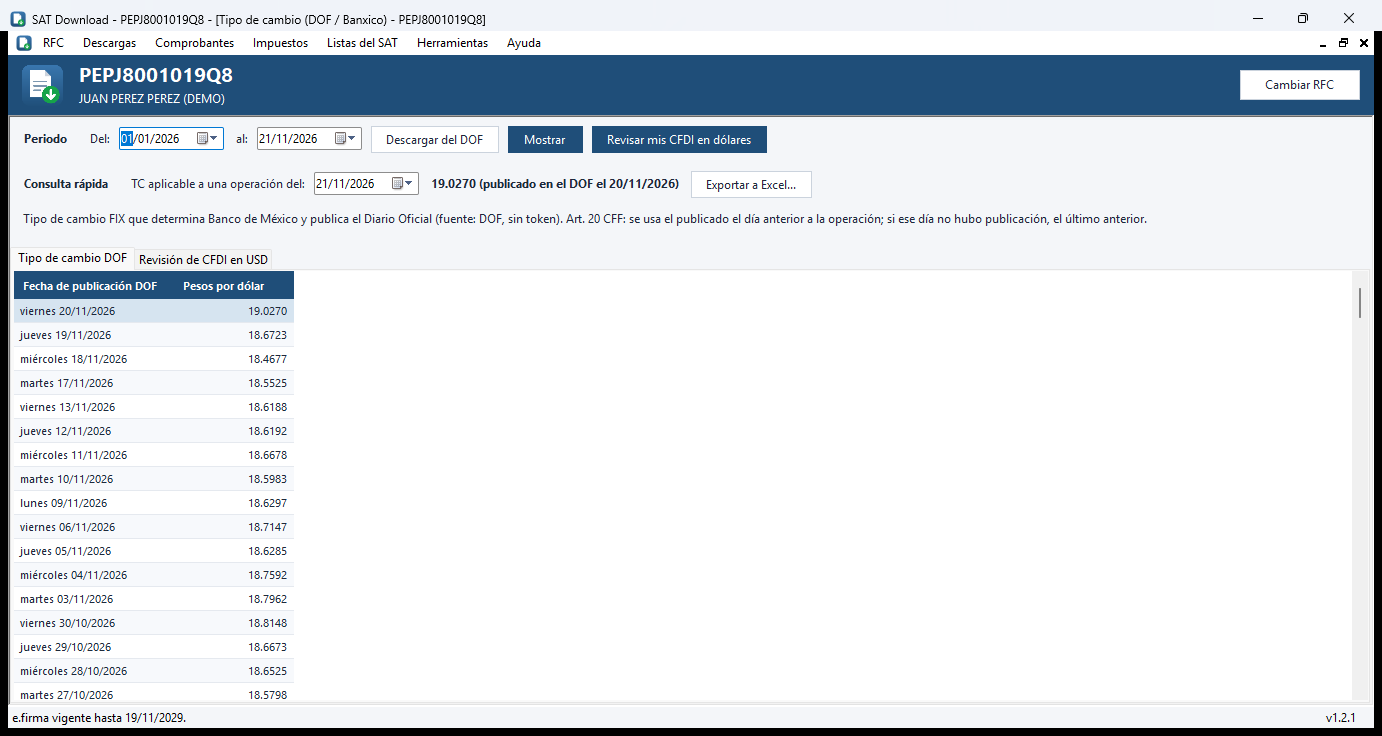 SAT Download - PEPJ8001019Q8 - [Tipo de cambio (DOF / Banxico) - PEPJ8001019Q8]
RFC Descargas Comprobantes Impuestos Listas del SAT Herramientas Ayuda
PEPJ8001019Q8
JUAN PEREZ PEREZ (DEMO)
Cambiar RFC
Periodo Del: 01/01/2026 al: 21/11/2026 Descargar del DOF Mostrar Revisar mis CFDI en dólares
Consulta rápida TC aplicable a una operación del: 21/11/2026 19.0270 (publicado en el DOF el 20/11/2026) Exportar a Excel...
Tipo de cambio FIX que determina Banco de México y publica el Diario Oficial (fuente: DOF, sin token). Art. 20 CFF: se usa el publicado el día anterior a la operación; si ese día no hubo publicación, el último anterior.
Tipo de cambio DOF Revisión de CFDI en USD
Fecha de publicación DOF Pesos por dólar
viernes 20/11/2026 19.0270
jueves 19/11/2026 18.6723
miércoles 18/11/2026 18.4677
martes 17/11/2026 18.5525
viernes 13/11/2026 18.6188
jueves 12/11/2026 18.6192
miércoles 11/11/2026 18.6678
martes 10/11/2026 18.5983
lunes 09/11/2026 18.6297
viernes 06/11/2026 18.7147
jueves 05/11/2026 18.6285
miércoles 04/11/2026 18.7592
martes 03/11/2026 18.7962
viernes 30/10/2026 18.8148
jueves 29/10/2026 18.6673
miércoles 28/10/2026 18.6525
martes 27/10/2026 18.5798
e.firma vigente hasta 19/11/2029. v1.2.1